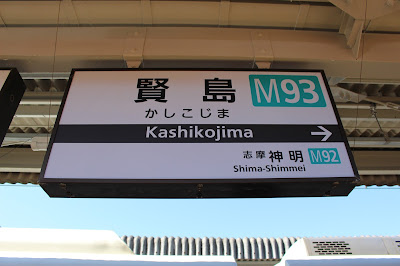 賢島 M93
かしこじま
Kashikojima →
志摩神明 M92
Shima-Shimmei